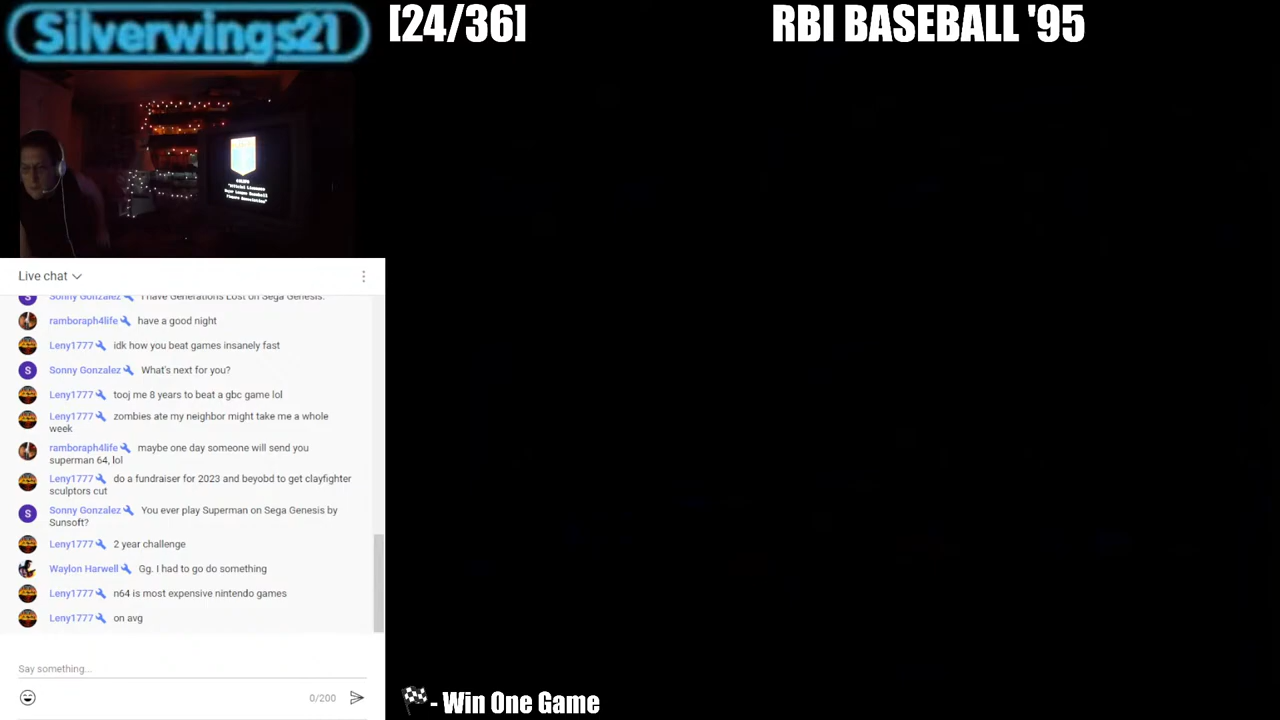 Silverwings21
[24/36]
RBI BASEBALL '95
Live chat
Sonny Gonzalez I have Generations Lost on Sega Genesis.
ramboraph4life have a good night
Leny1777 idk how you beat games insanely fast
Sonny Gonzalez What's next for you?
Leny1777 tooj me 8 years to beat a gbc game lol
Leny1777 zombies ate my neighbor might take me a whole
week
ramboraph4life maybe one day someone will send you
superman 64, lol
Leny1777 do a fundraiser for 2023 and beyobd to get clayfighter
sculptors cut
Sonny Gonzalez You ever play Superman on Sega Genesis by
Sunsoft?
Leny1777 2 year challenge
Waylon Harwell Gg. I had to go do something
Leny1777 n64 is most expensive nintendo games
Leny1777 on avg
Say something...
0/200
- Win One Game